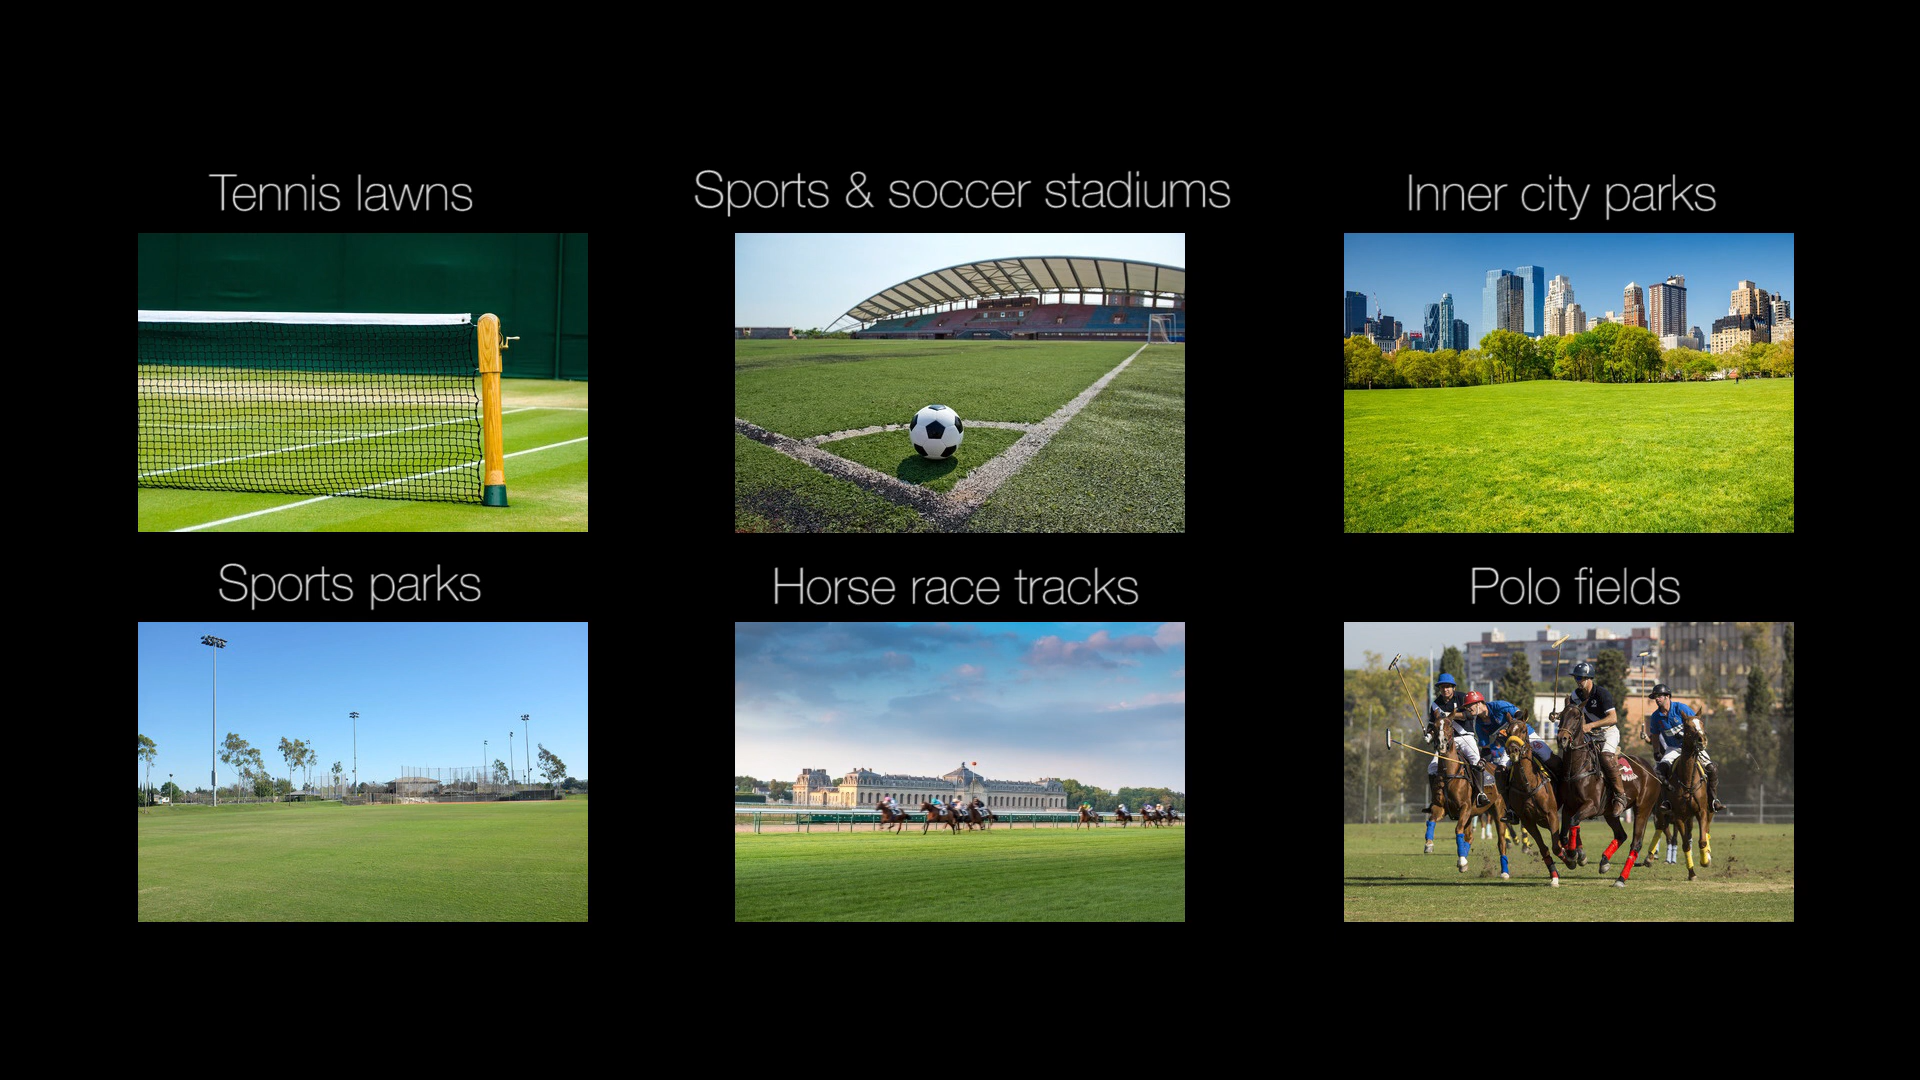 Tennis lawns
Sports & soccer stadiums
Inner city parks
Sports parks
Horse race tracks
Polo fields